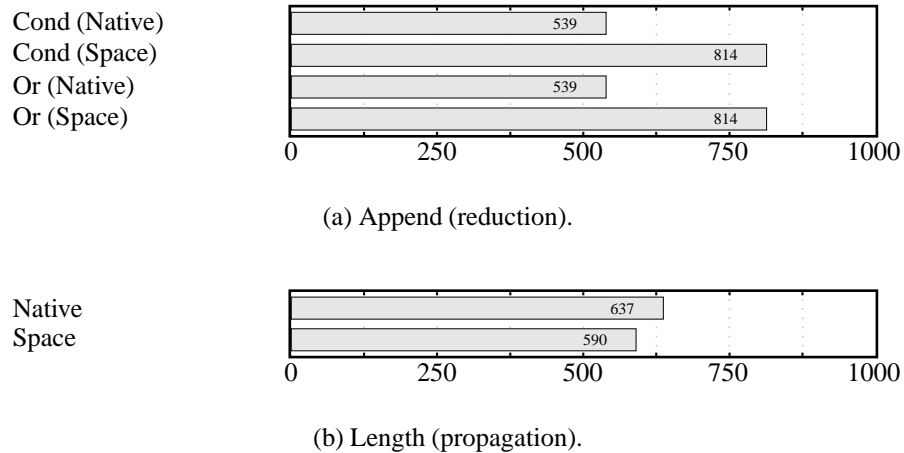 Cond (Native) 539
Cond (Space) 814
Or (Native) 539
Or (Space) 814
0 250 500 750 1000
(a) Append (reduction).
Native 637
Space 590
0 250 500 750 1000
(b) Length (propagation).